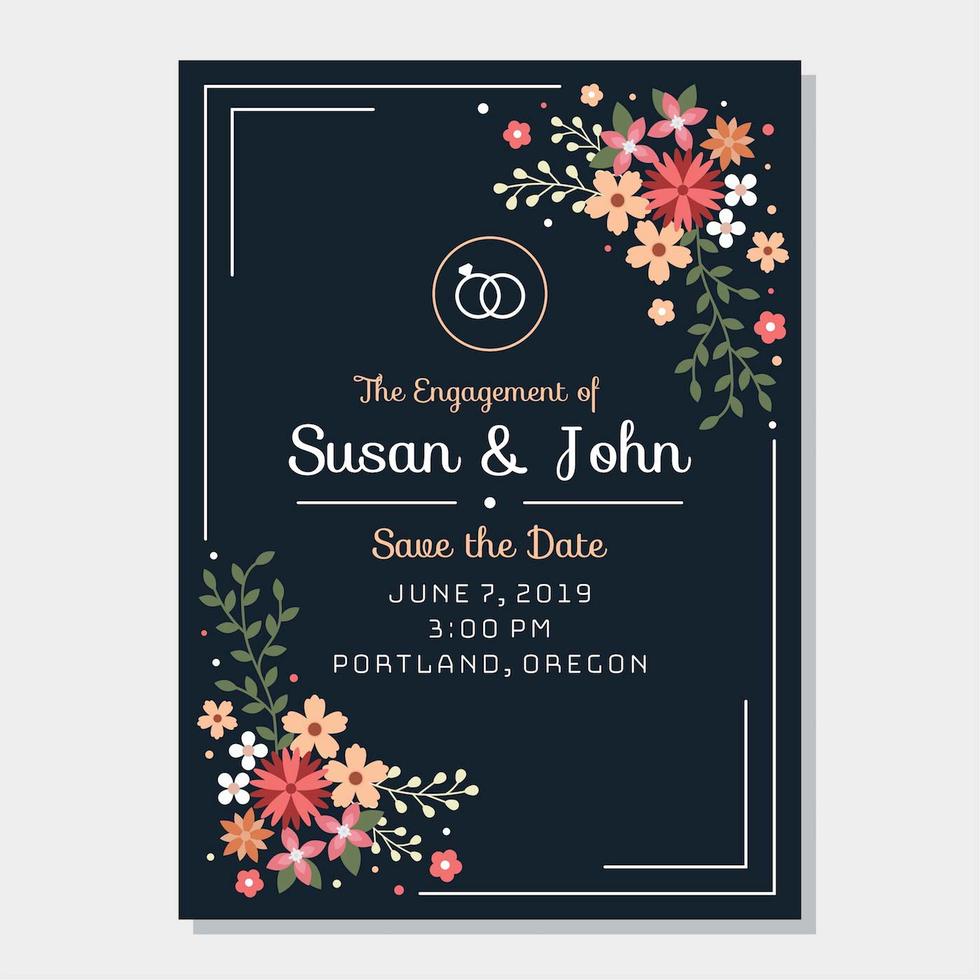 The Engagement of
Susan & John
Save the Date
JUNE 7, 2019
3:00 PM
PORTLAND, OREGON